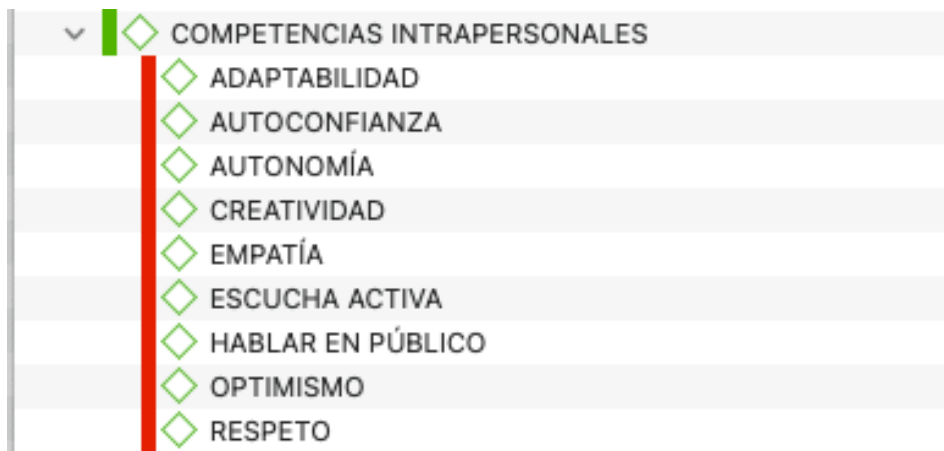 COMPETENCIAS INTRAPERSONALES
ADAPTABILIDAD
AUTOCONFIANZA
AUTONOMÍA
CREATIVIDAD
EMPATÍA
ESCUCHA ACTIVA
HABLAR EN PÚBLICO
OPTIMISMO
RESPETO